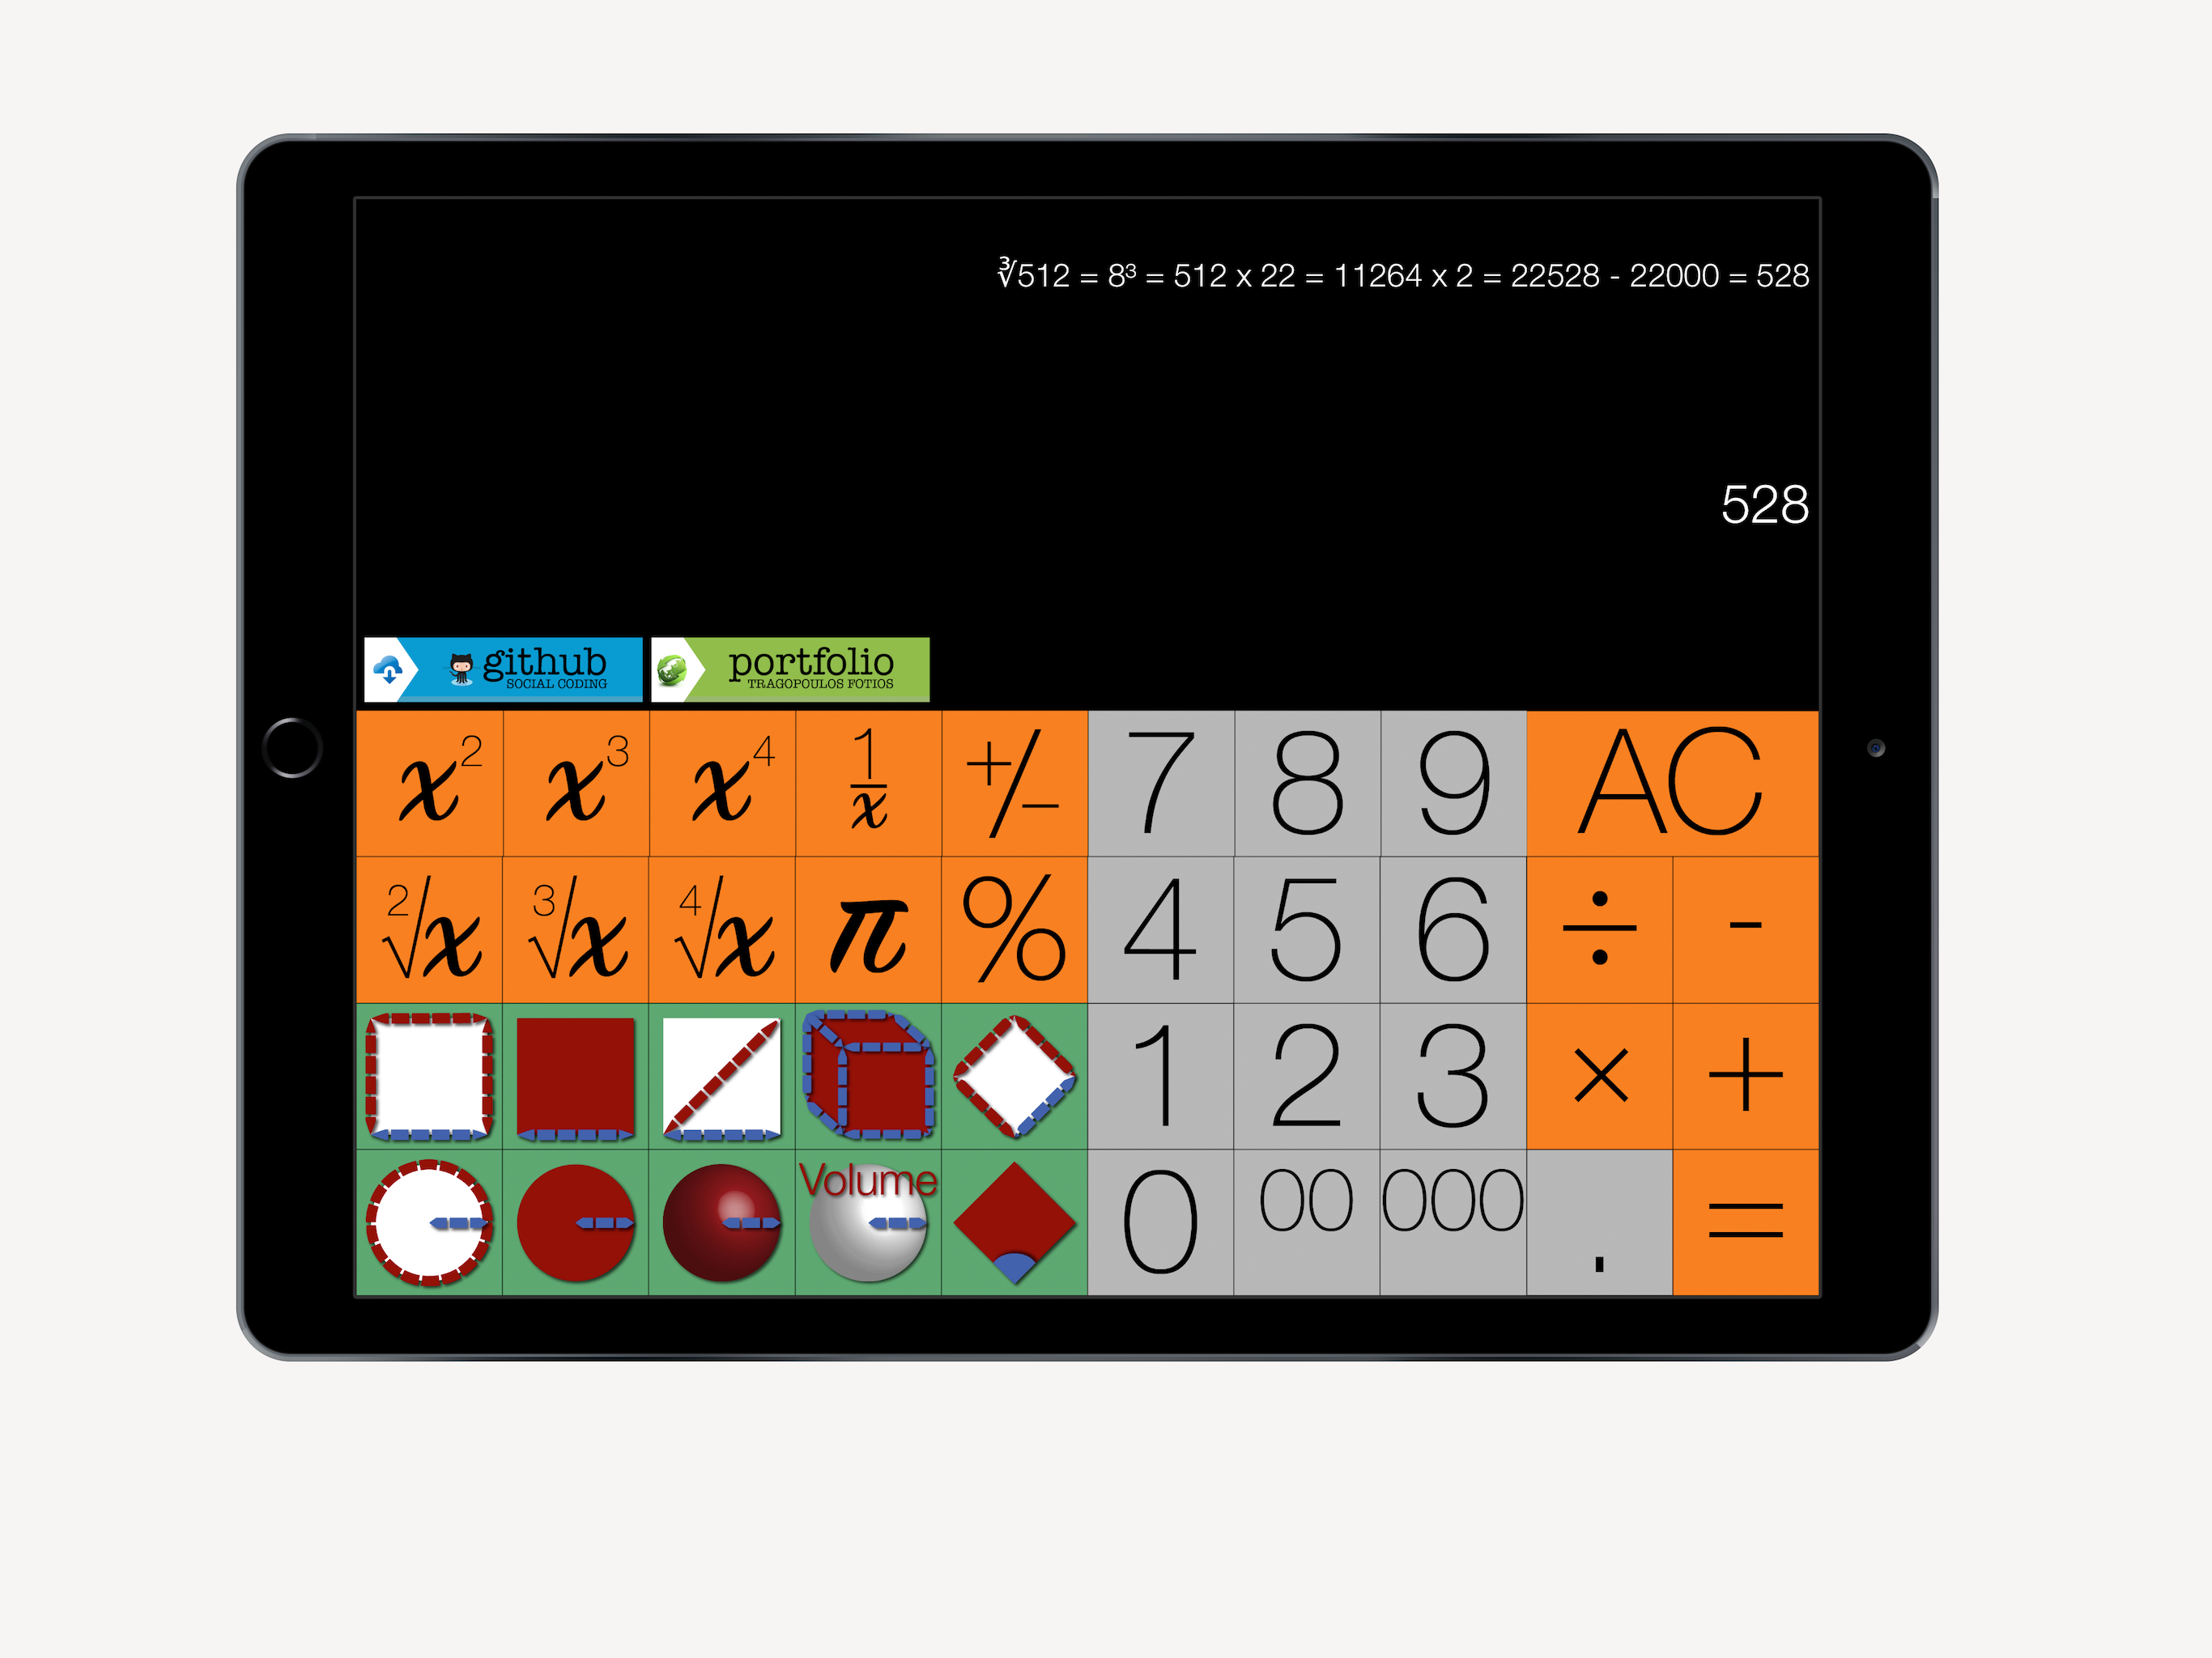 ∛512 = 8³ = 512 x 22 = 11264 x 2 = 22528 - 22000 = 528
528
github
SOCIAL CODING
portfolio
TRAGOPOULOS FOTIOS
x² x³ x⁴ 1/x +/- 7 8 9 AC
²√x ³√x ⁴√x π % 4 5 6 ÷ -
1 2 3 × +
Volume
0 00 000 . =